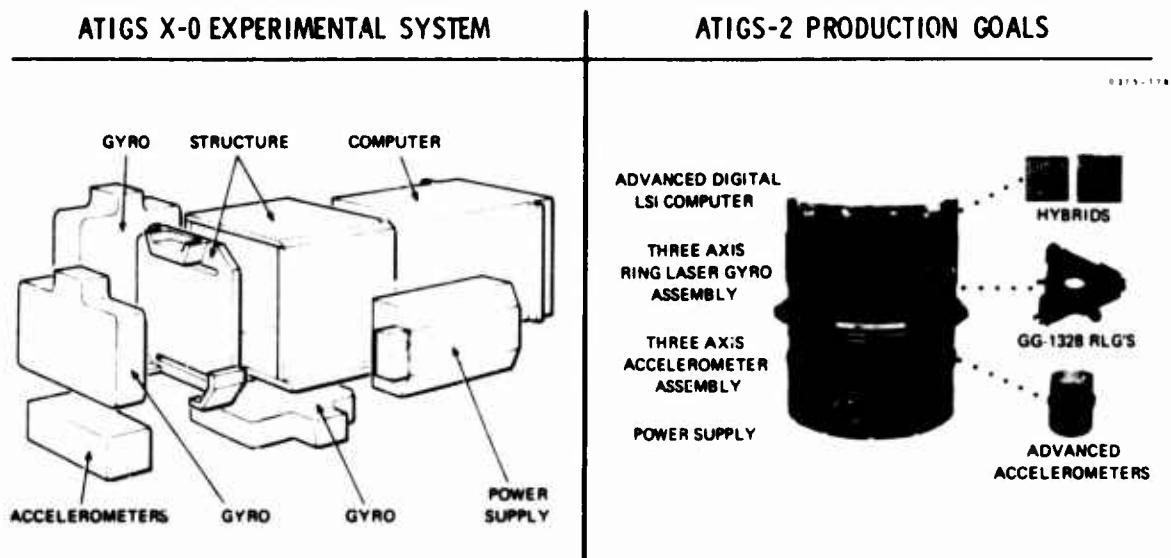 ATIGS X-0 EXPERIMENTAL SYSTEM
GYRO
STRUCTURE
COMPUTER
ACCELEROMETERS
GYRO
GYRO
POWER
SUPPLY
ATIGS-2 PRODUCTION GOALS
ADVANCED DIGITAL
LSI COMPUTER
THREE AXIS
RING LASER GYRO
ASSEMBLY
THREE AXIS
ACCELEROMETER
ASSEMBLY
POWER SUPPLY
HYBRIDS
GG-1328 RLG'S
ADVANCED
ACCELEROMETERS